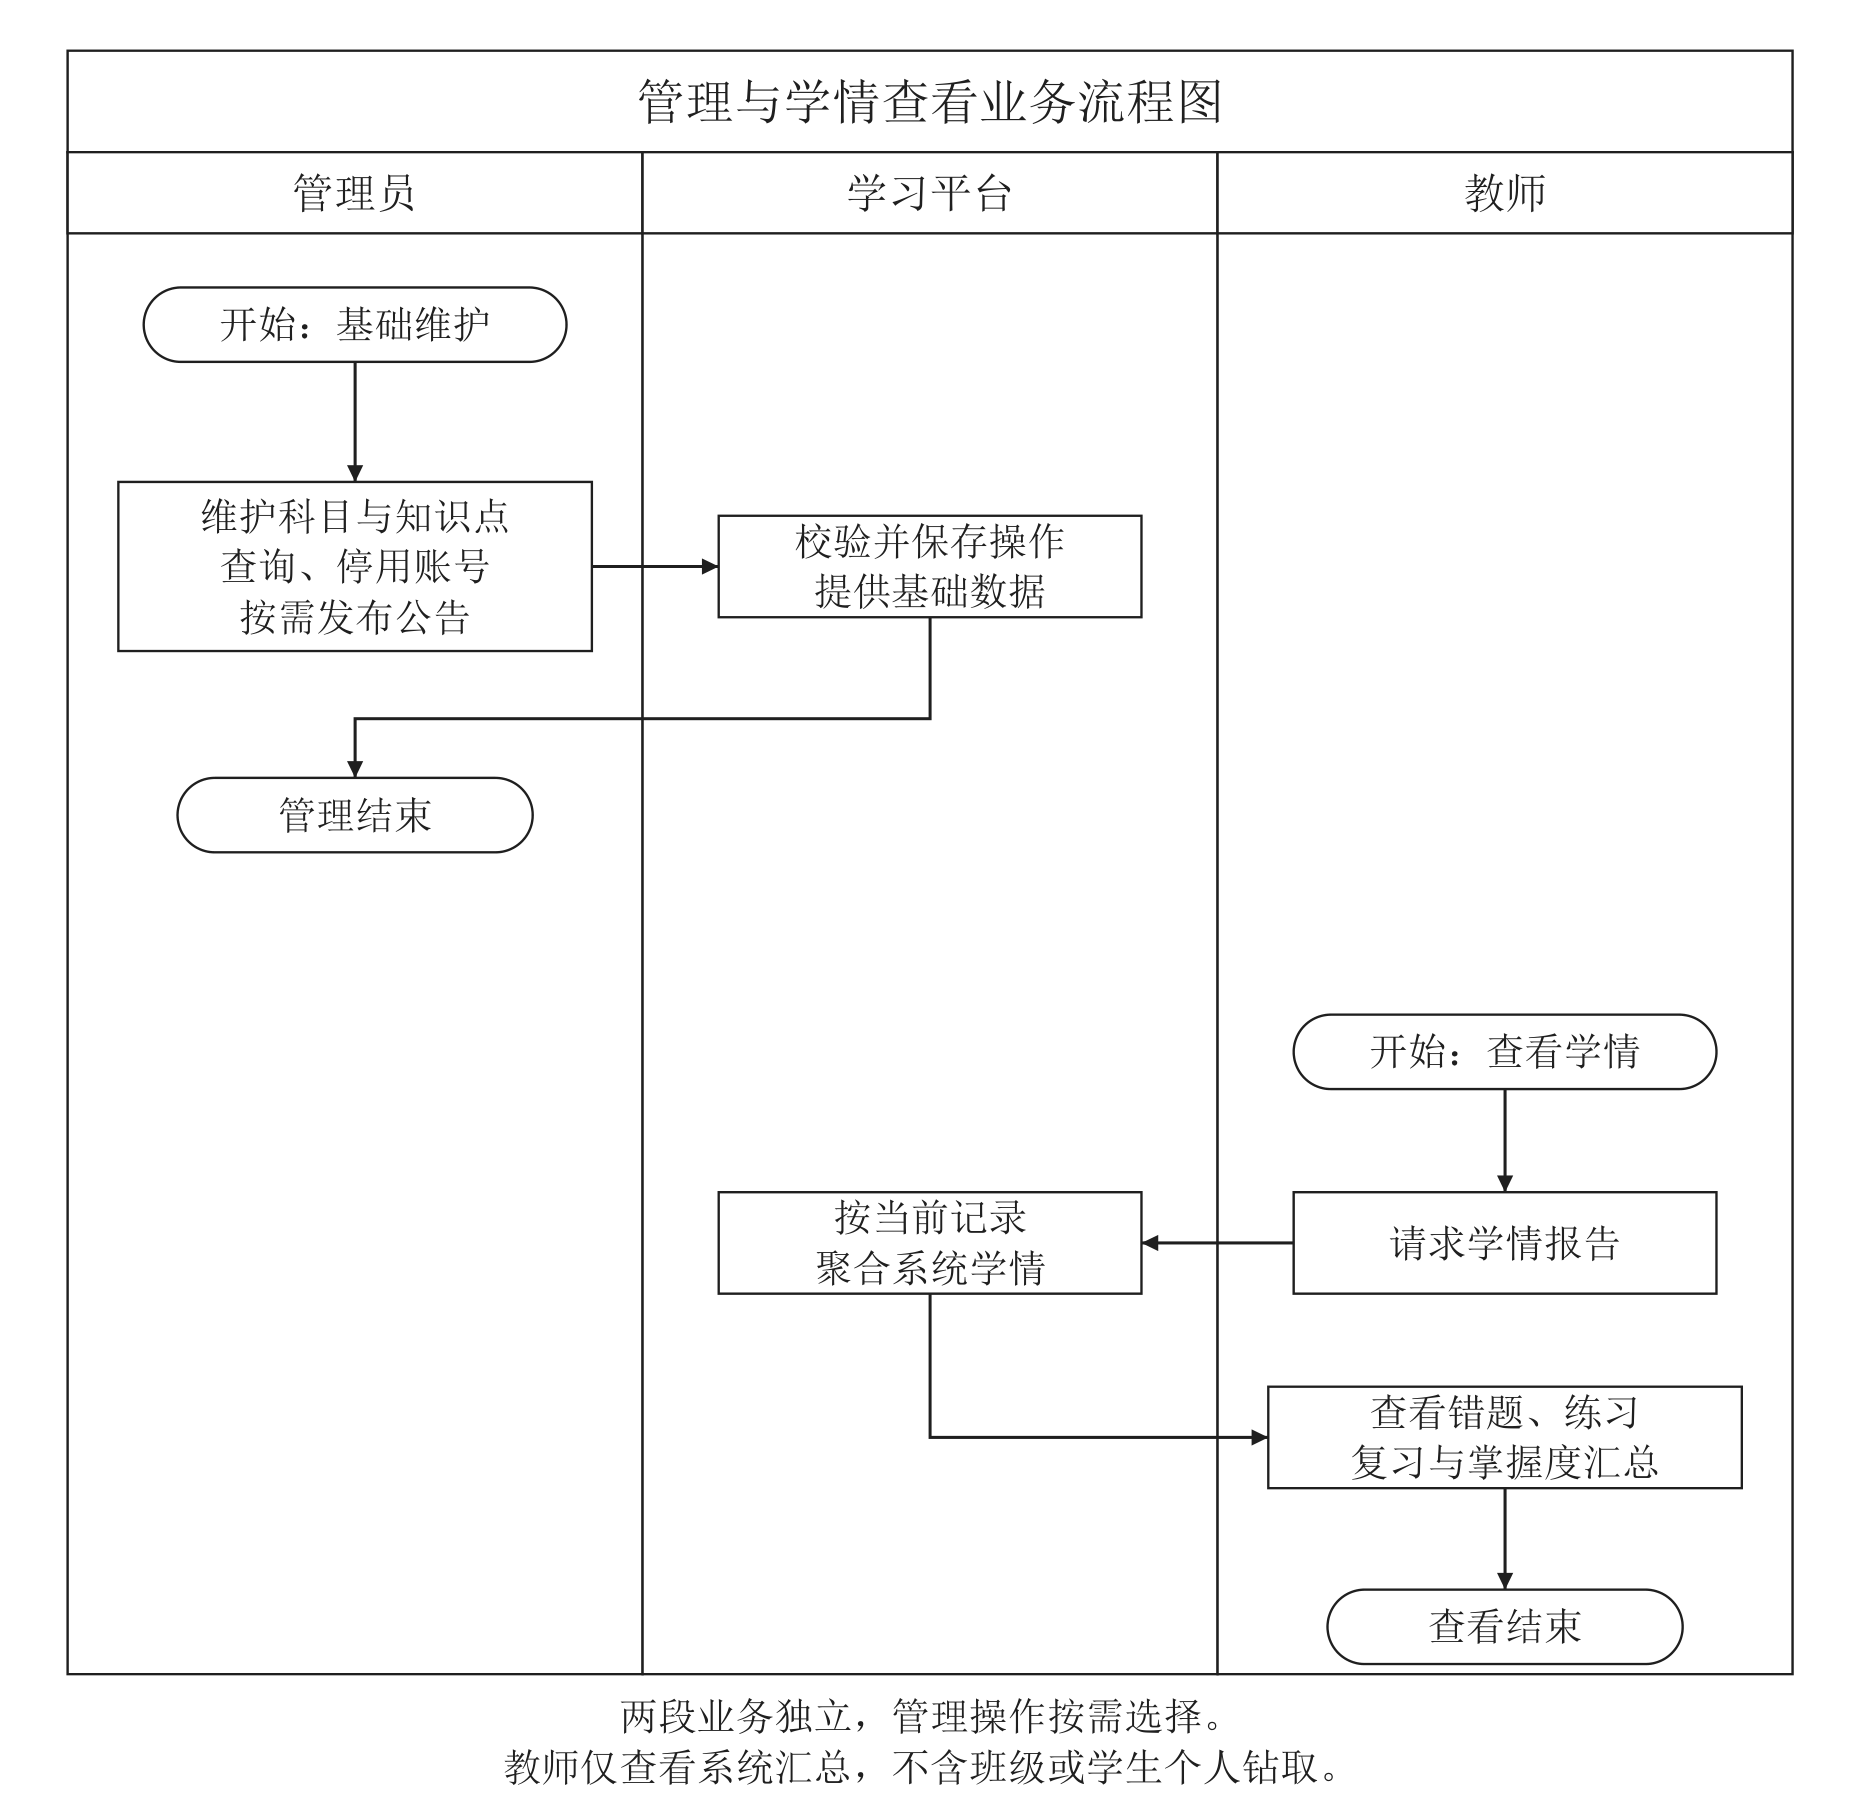 管理与学情查看业务流程图
管理员
学习平台
教师
开始：基础维护
维护科目与知识点
查询、停用账号
按需发布公告
校验并保存操作
提供基础数据
管理结束
开始：查看学情
请求学情报告
按当前记录
聚合系统学情
查看错题、练习
复习与掌握度汇总
查看结束
两段业务独立，管理操作按需选择。
教师仅查看系统汇总，不含班级或学生个人钻取。